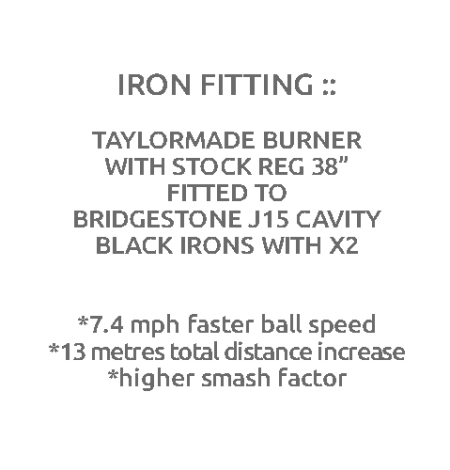 IRON FITTING ::
TAYLORMADE BURNER
WITH STOCK REG 38”
FITTED TO
BRIDGESTONE J15 CAVITY
BLACK IRONS WITH X2
*7.4 mph faster ball speed
*13 metres total distance increase
*higher smash factor